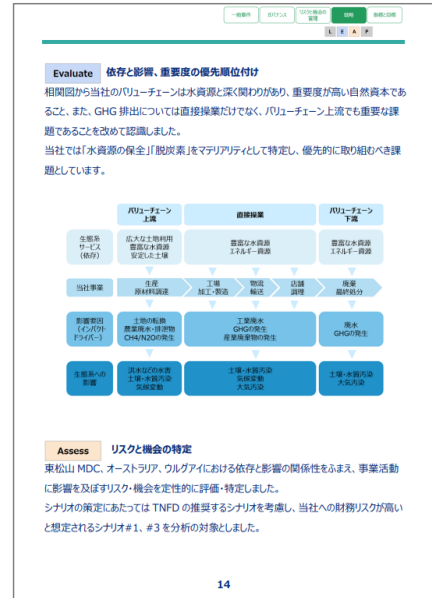 一般要件 ガバナンス リスクと機会の 戦略 指標と目標
管理
L E A P
Evaluate 依存と影響、重要度の優先順位付け
相関図から当社のバリューチェーンは水資源と深く関わりがあり、重要度が高い自然資本であ
ること、また、GHG 排出については直接操業だけでなく、バリューチェーン上流でも重要な課
題であることを改めて認識しました。
当社では「水資源の保全」「脱炭素」をマテリアリティとして特定し、優先的に取り組むべき課
題としています。
バリューチェーン 直接操業 バリューチェーン
上流 下流
生態系 広大な土地利用 豊富な水資源 豊富な水資源
サービス 豊富な水資源 エネルギー資源 エネルギー資源
(依存) 安定した土壌
当社事業 生産 工場 物流 店舗 廃棄
原材料調達 加工・製造 輸送 調理 最終処分
影響要因 土地の転換 工業廃水 廃水
(インパクト 農業廃水・排泄物 GHGの発生 GHGの発生
ドライバー) CH4/N2Oの発生 産業廃棄物の発生
生態系への 洪水などの水害 土壌・水質汚染 土壌・水質汚染
影響 土壌・水質汚染 気候変動 大気汚染
気候変動 大気汚染
Assess リスクと機会の特定
東松山 MDC、オーストラリア、ウルグアイにおける依存と影響の関係性をふまえ、事業活動
に影響を及ぼすリスク・機会を定性的に評価・特定しました。
シナリオの策定にあたっては TNFD の推奨するシナリオを考慮し、当社への財務リスクが高い
と想定されるシナリオ#1、#3 を分析の対象としました。
14